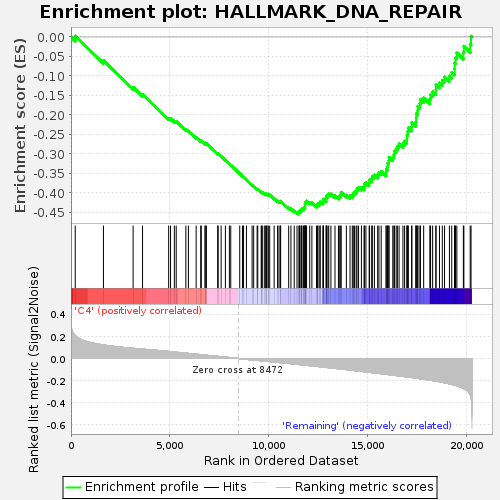 Enrichment plot: HALLMARK_DNA_REPAIR
Enrichment score (ES)
0.00
-0.05
-0.10
-0.15
-0.20
-0.25
-0.30
-0.35
-0.40
-0.45
'C4' (positively correlated)
Ranked list metric (Signal2Noise)
0.4
0.2
0.0
-0.2
-0.4
-0.6
Zero cross at 8472
'Remaining' (negatively correlated)
0
5,000
10,000
15,000
20,000
Rank in Ordered Dataset
Enrichment profile
Hits
Ranking metric scores